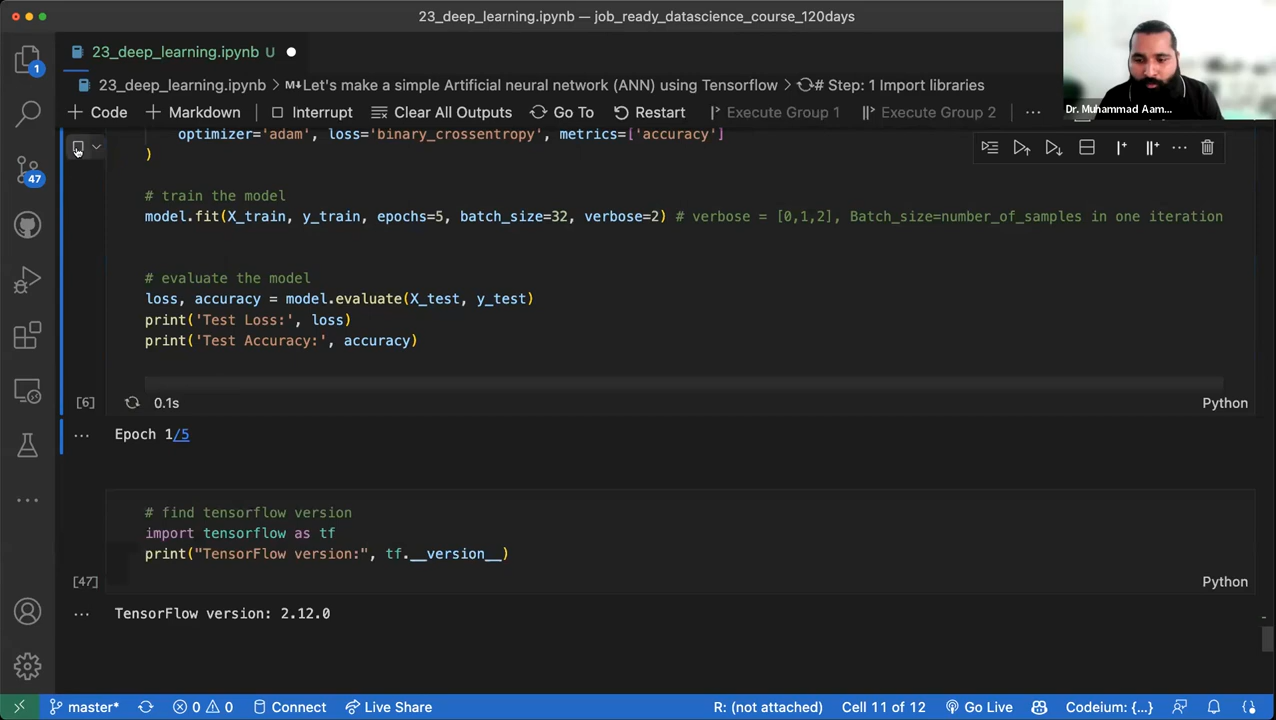 23_deep_learning.ipynb — job_ready_datascience_course_120days
23_deep_learning.ipynb U
23_deep_learning.ipynb > Let's make a simple Artificial neural network (ANN) using Tensorflow > # Step: 1 Import libraries
+ Code + Markdown Interrupt Clear All Outputs Go To Restart Execute Group 1 Execute Group 2 ...
Dr. Muhammad Aam...
1
47
optimizer='adam', loss='binary_crossentropy', metrics=['accuracy']
)
# train the model
model.fit(X_train, y_train, epochs=5, batch_size=32, verbose=2) # verbose = [0,1,2], Batch_size=number_of_samples in one iteration
# evaluate the model
loss, accuracy = model.evaluate(X_test, y_test)
print('Test Loss:', loss)
print('Test Accuracy:', accuracy)
[6] 0.1s Python
... Epoch 1/5
# find tensorflow version
import tensorflow as tf
print("TensorFlow version:", tf.__version__)
[47] Python
... TensorFlow version: 2.12.0
master* 0 0 Connect Live Share R: (not attached) Cell 11 of 12 Go Live Codeium: {...}